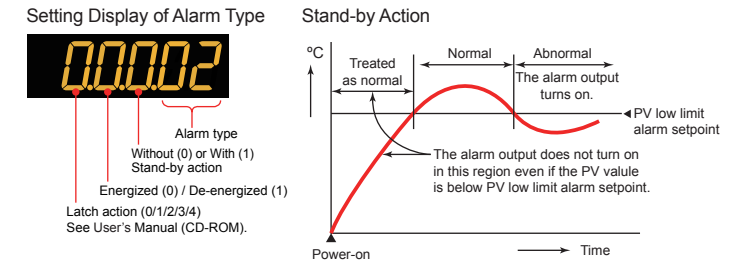 Setting Display of Alarm Type
0.0.0.02
Alarm type
Without (0) or With (1)
Stand-by action
Energized (0) / De-energized (1)
Latch action (0/1/2/3/4)
See User's Manual (CD-ROM).
Stand-by Action
ºC
Treated
as normal
Normal
Abnormal
The alarm output
turns on.
PV low limit
alarm setpoint
The alarm output does not turn on
in this region even if the PV valule
is below PV low limit alarm setpoint.
Power-on
Time